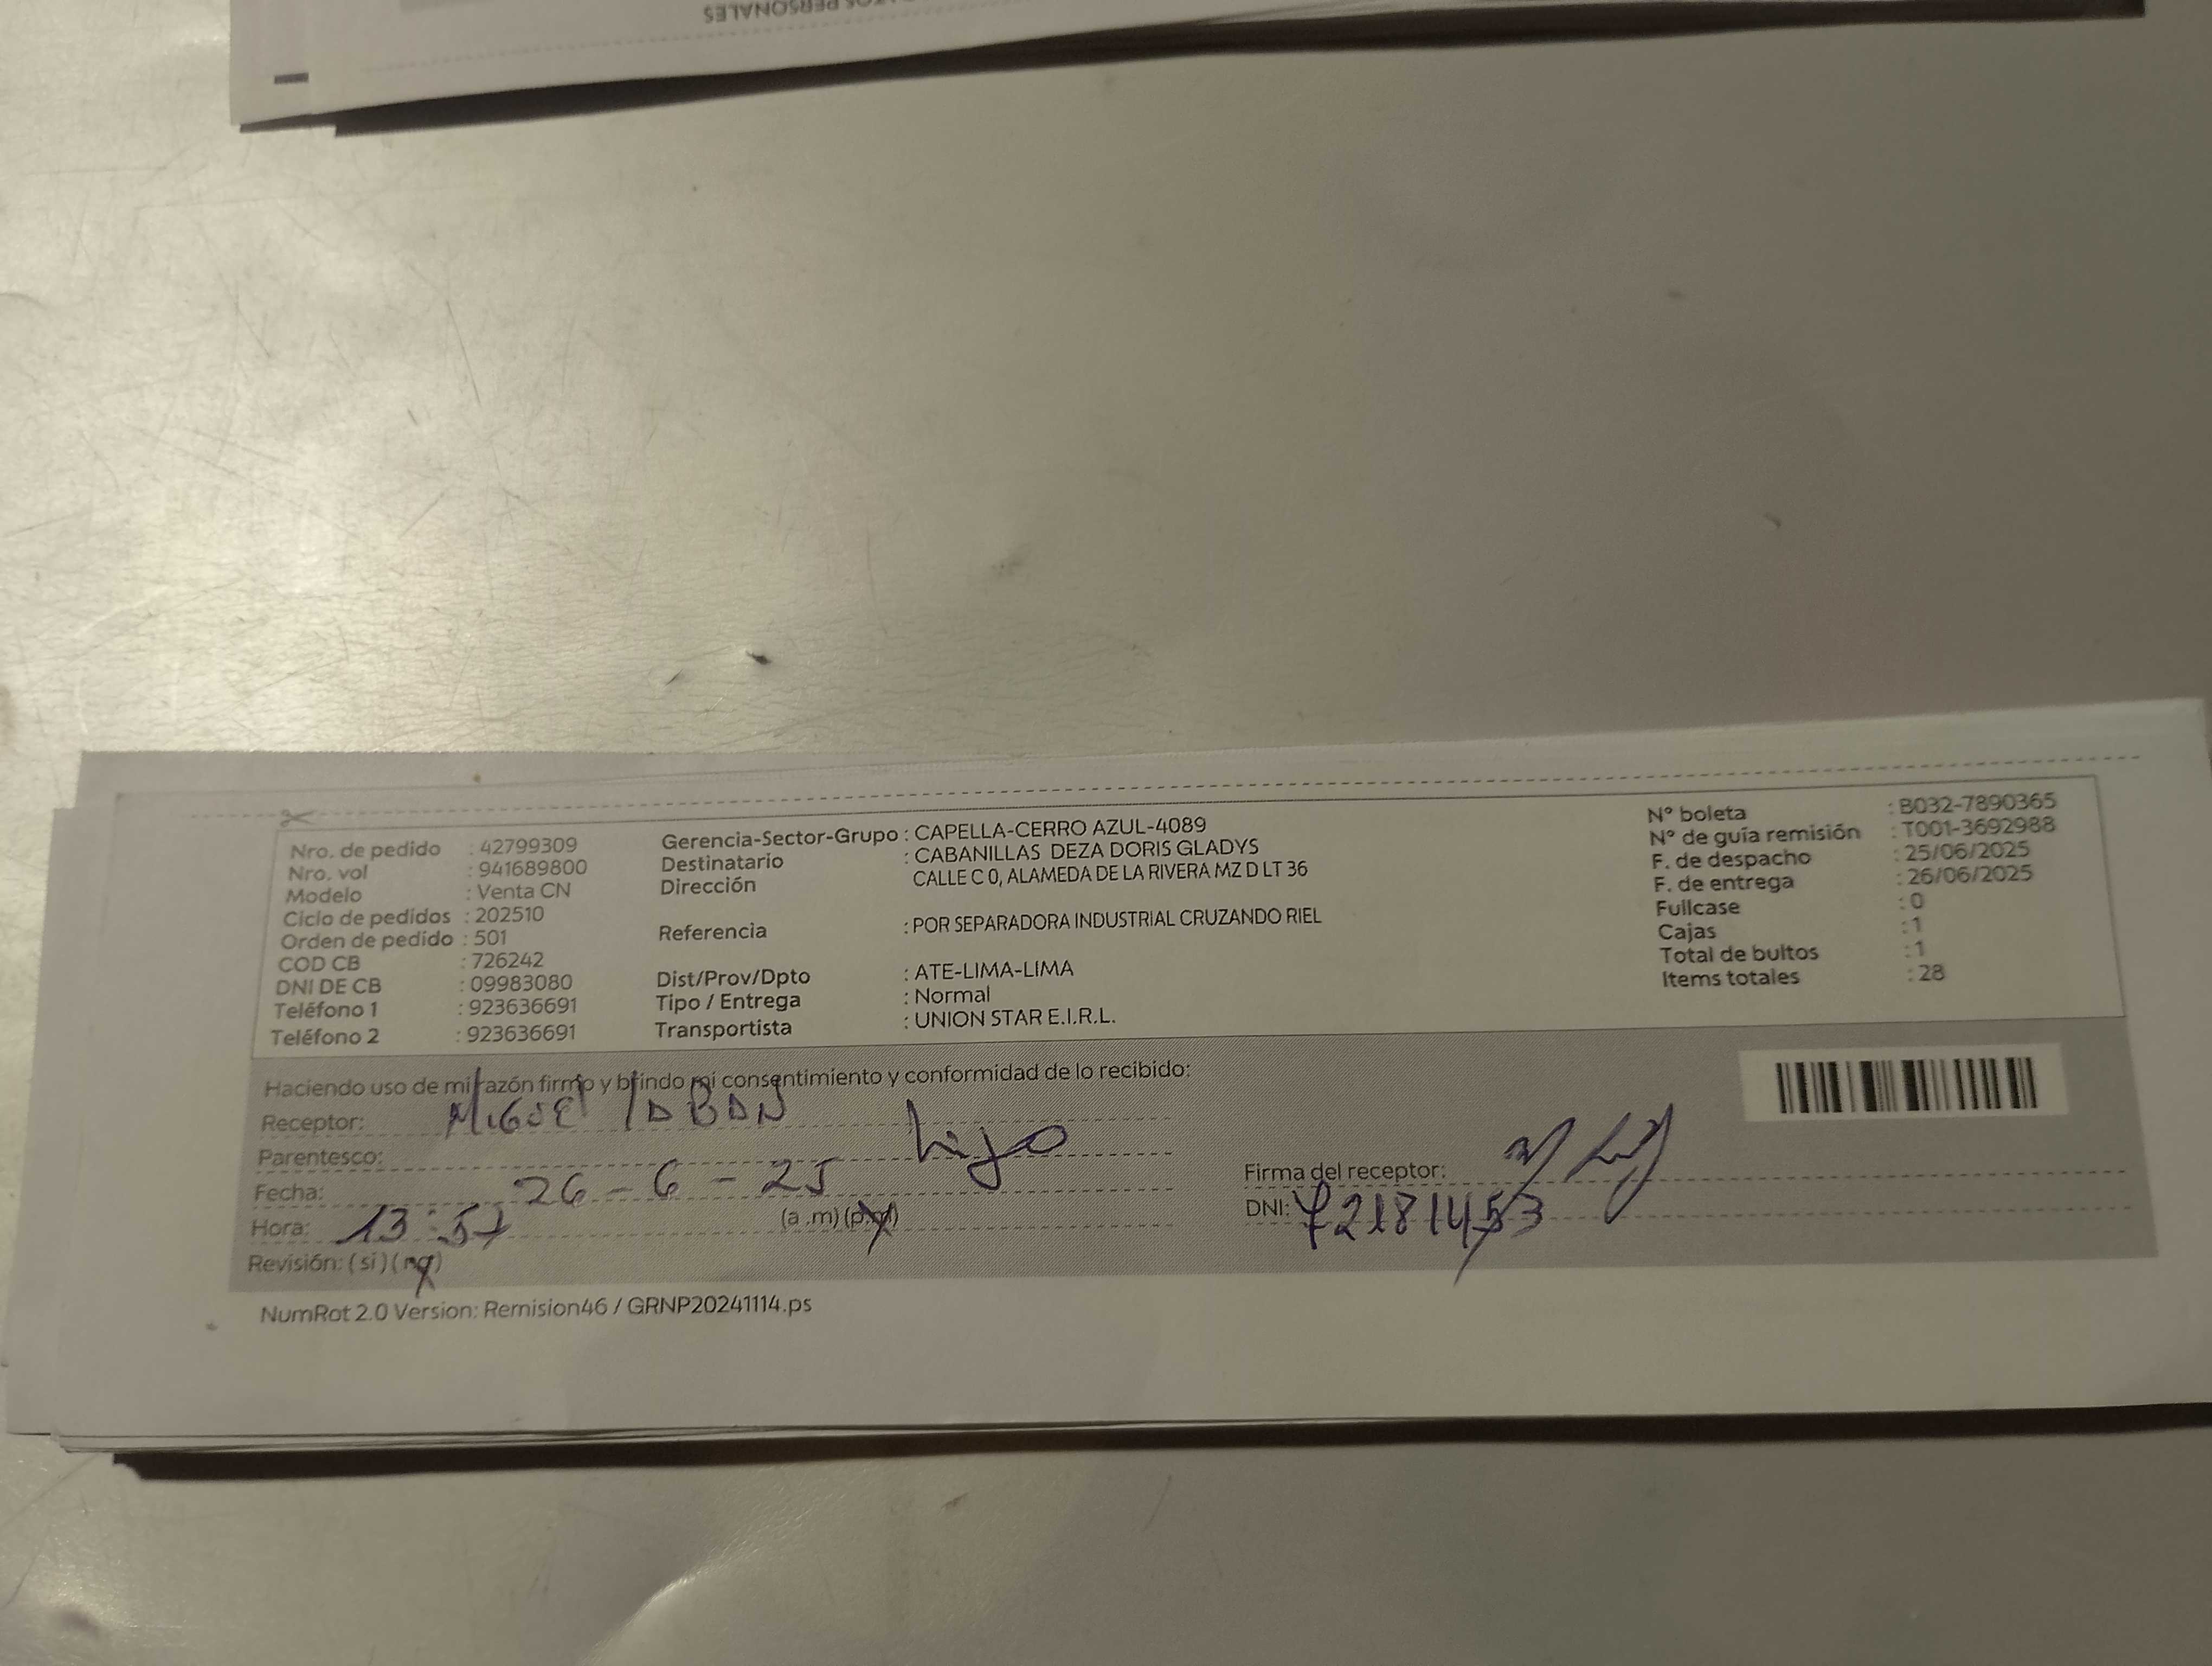 PERSONALES
Nro. de pedido : 42799309
Nro. vol : 941689800
Modelo : Venta CN
Ciclo de pedidos : 202510
Orden de pedido : 501
COD CB : 726242
DNI DE CB : 09983080
Teléfono 1 : 923636691
Teléfono 2 : 923636691
Gerencia-Sector-Grupo : CAPELLA-CERRO AZUL-4089
Destinatario : CABANILLAS DEZA DORIS GLADYS
Dirección CALLE C 0, ALAMEDA DE LA RIVERA MZ D LT 36
Referencia : POR SEPARADORA INDUSTRIAL CRUZANDO RIEL
Dist/Prov/Dpto : ATE-LIMA-LIMA
Tipo / Entrega : Normal
Transportista : UNION STAR E.I.R.L.
N° boleta : B032-7890365
N° de guía remisión : T001-3692988
F. de despacho : 25/06/2025
F. de entrega : 26/06/2025
Fullcase : 0
Cajas : 1
Total de bultos : 1
Items totales : 28
Haciendo uso de mi razón firmo y brindo mi consentimiento y conformidad de lo recibido:
Receptor: MIGUEL
Parentesco: hijo
Fecha: 26-6-25
Hora: 13:57 (a.m) (p.m)
Revisión: (si) (no)
Firma del receptor:
DNI: 72181453
NumRot 2.0 Version: Remision46 / GRNP20241114.ps